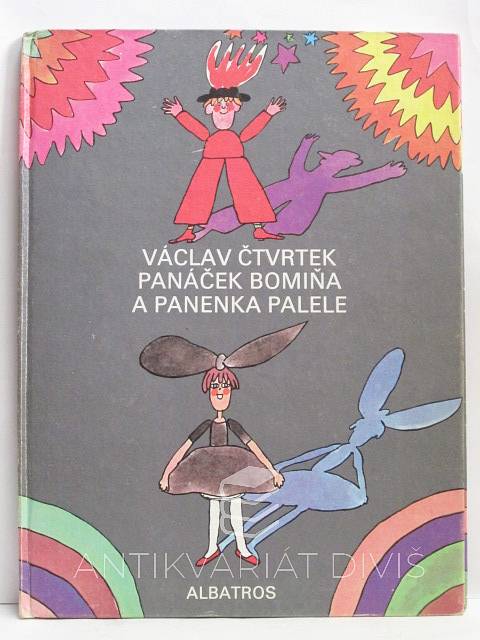 VÁCLAV ČTVRTEK
PANÁČEK BOMIŇA
A PANENKA PALELE
ANTIKVARIÁT DIVIŠ
ALBATROS